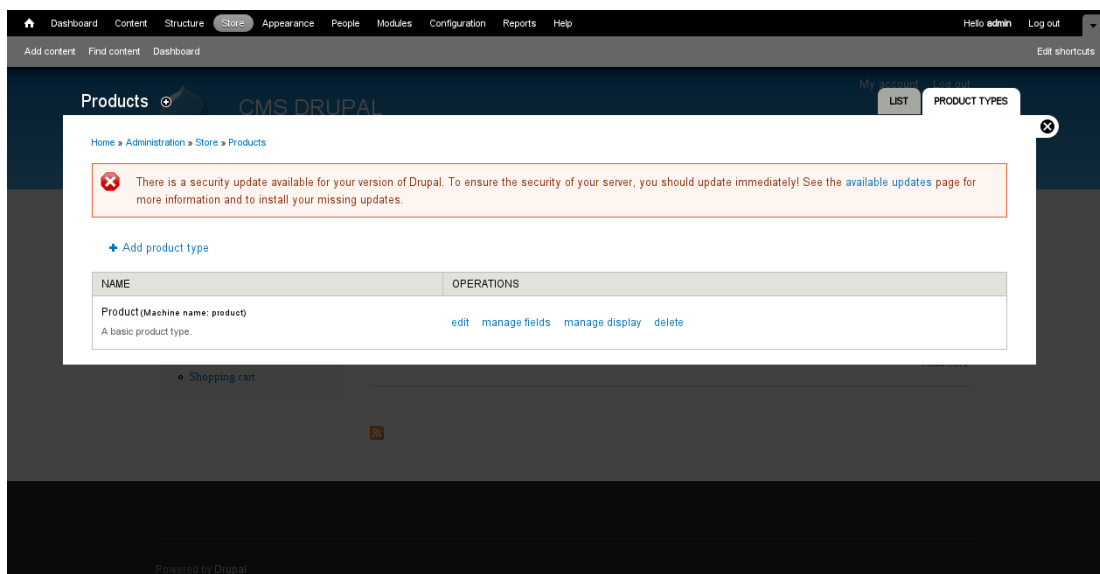 Dashboard Content Structure Store Appearance People Modules Configuration Reports Help Hello admin Log out
Add content Find content Dashboard Edit shortcuts
My account Log out
Products CMS DRUPAL LIST PRODUCT TYPES
Home » Administration » Store » Products
There is a security update available for your version of Drupal. To ensure the security of your server, you should update immediately! See the available updates page for
more information and to install your missing updates.
Add product type
NAME OPERATIONS
Product (Machine name: product)
edit manage fields manage display delete
A basic product type.
Shopping cart
Powered by Drupal